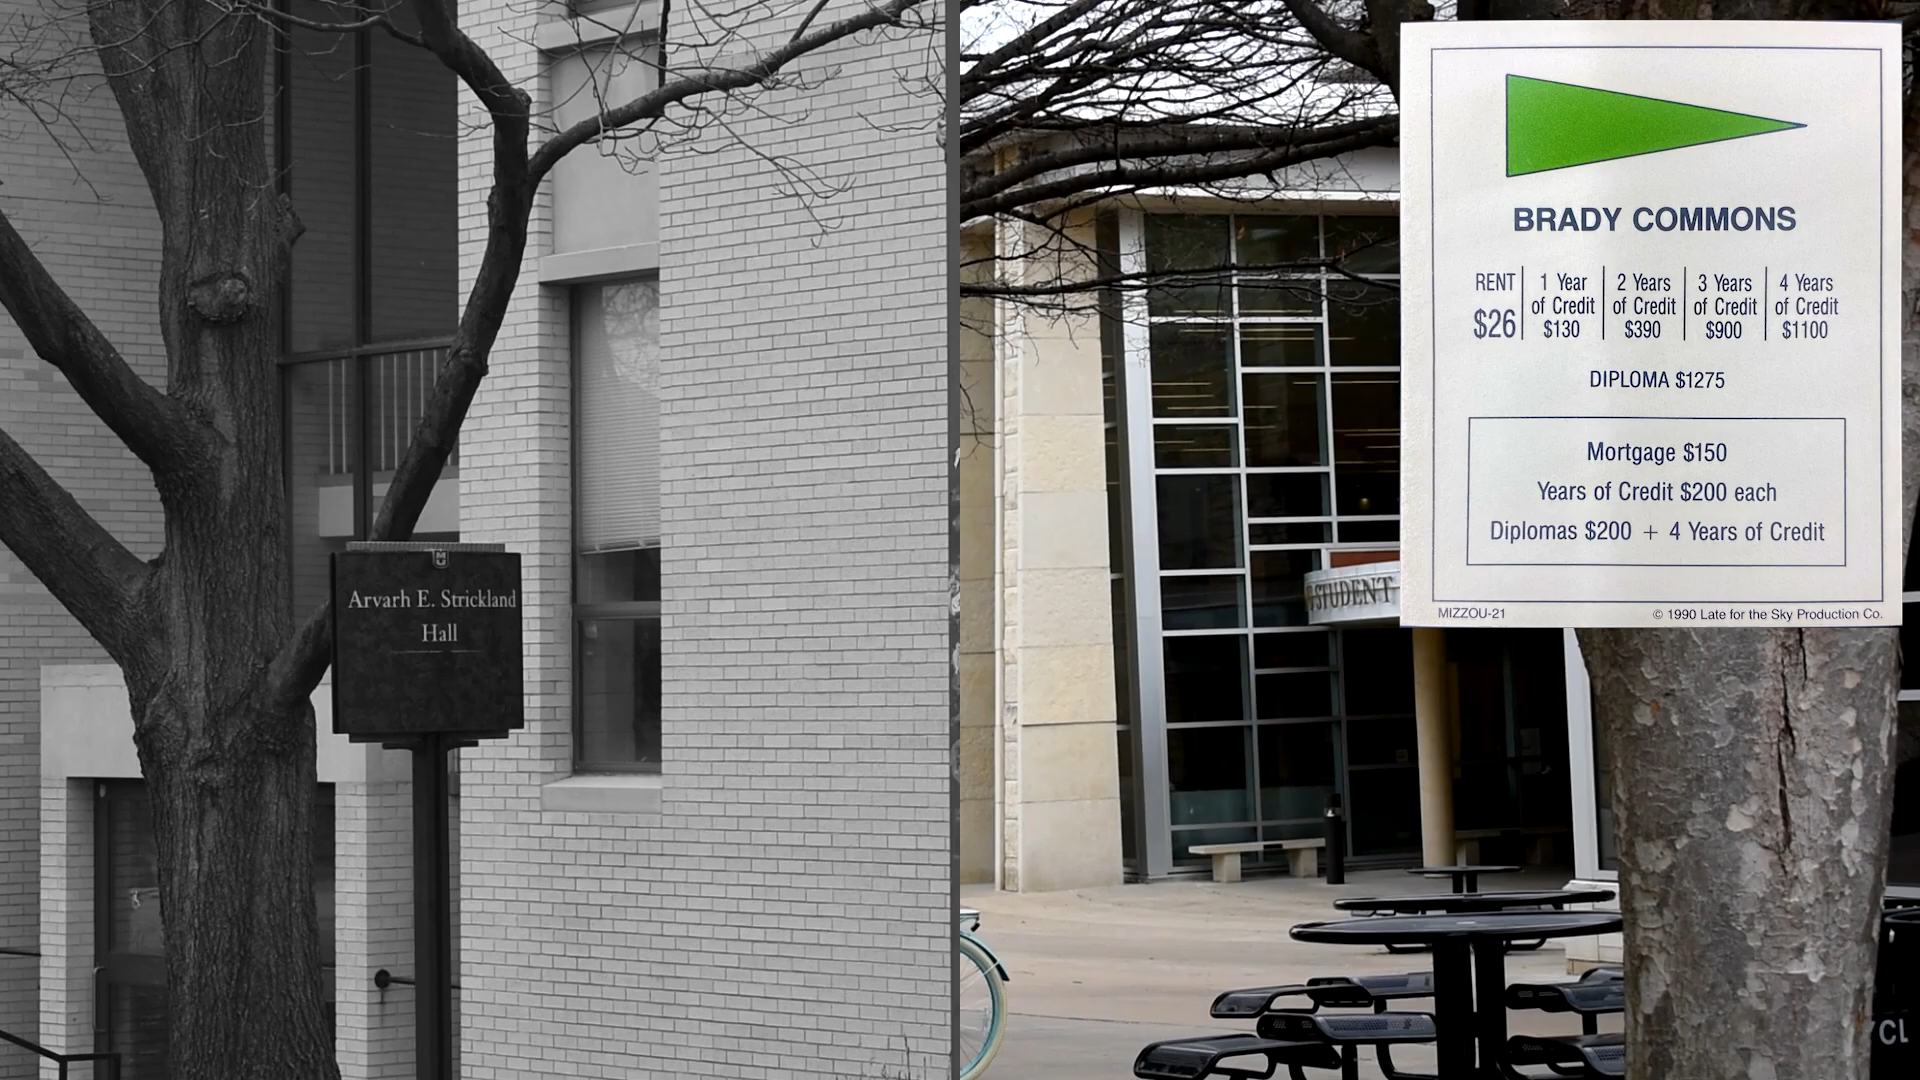 MU
Arvarh E. Strickland
Hall
STUDENT
BRADY COMMONS
RENT
$26
1 Year
of Credit
$130
2 Years
of Credit
$390
3 Years
of Credit
$900
4 Years
of Credit
$1100
DIPLOMA $1275
Mortgage $150
Years of Credit $200 each
Diplomas $200 + 4 Years of Credit
MIZZOU-21
© 1990 Late for the Sky Production Co.